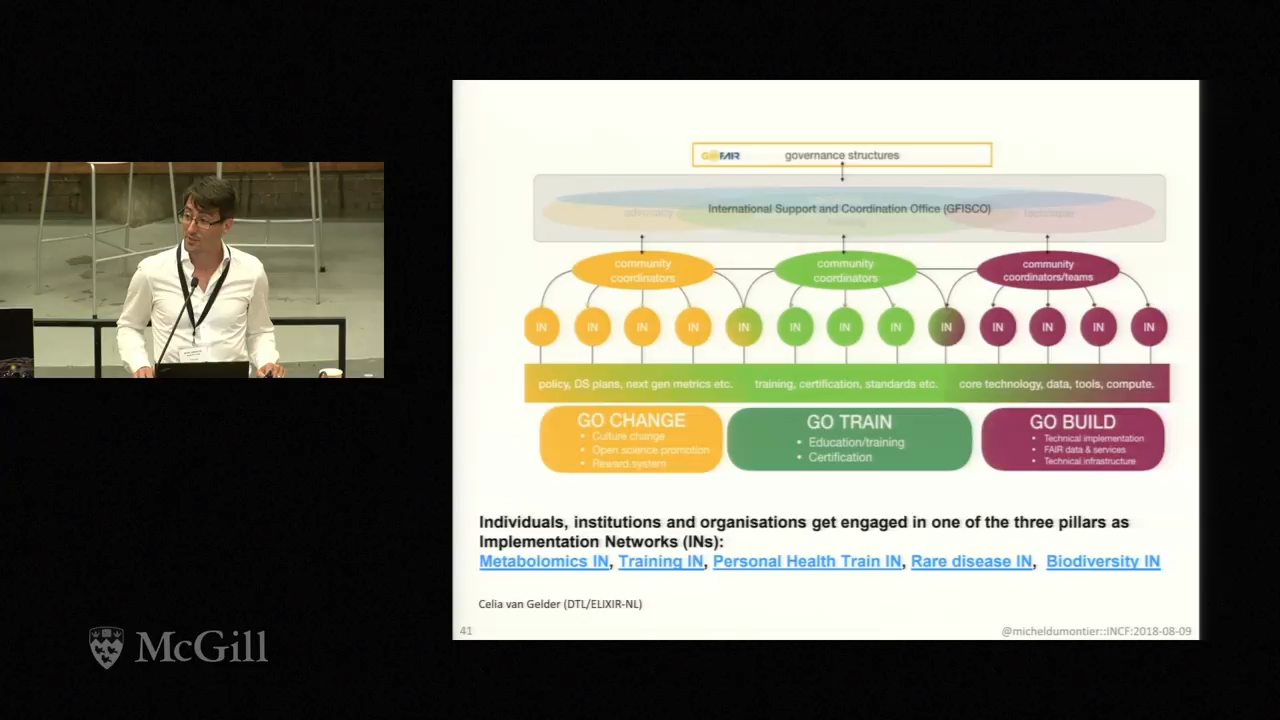 GOFAIR governance structures
International Support and Coordination Office (GFISCO)
advocacy
community
coordinators
community
coordinators
community
coordinators/teams
IN IN IN IN IN IN IN IN IN IN IN IN IN
policy, DS plans, next gen metrics etc. training, certification, standards etc. core technology, data, tools, compute.
GO CHANGE
• Culture change
• Open science promotion
• Reward system
GO TRAIN
• Education/training
• Certification
GO BUILD
• Technical implementation
• FAIR data & services
• Technical infrastructure
Individuals, institutions and organisations get engaged in one of the three pillars as
Implementation Networks (INs):
Metabolomics IN, Training IN, Personal Health Train IN, Rare disease IN, Biodiversity IN
Celia van Gelder (DTL/ELIXIR-NL)
41 @micheldumontier::INCF:2018-08-09
McGill